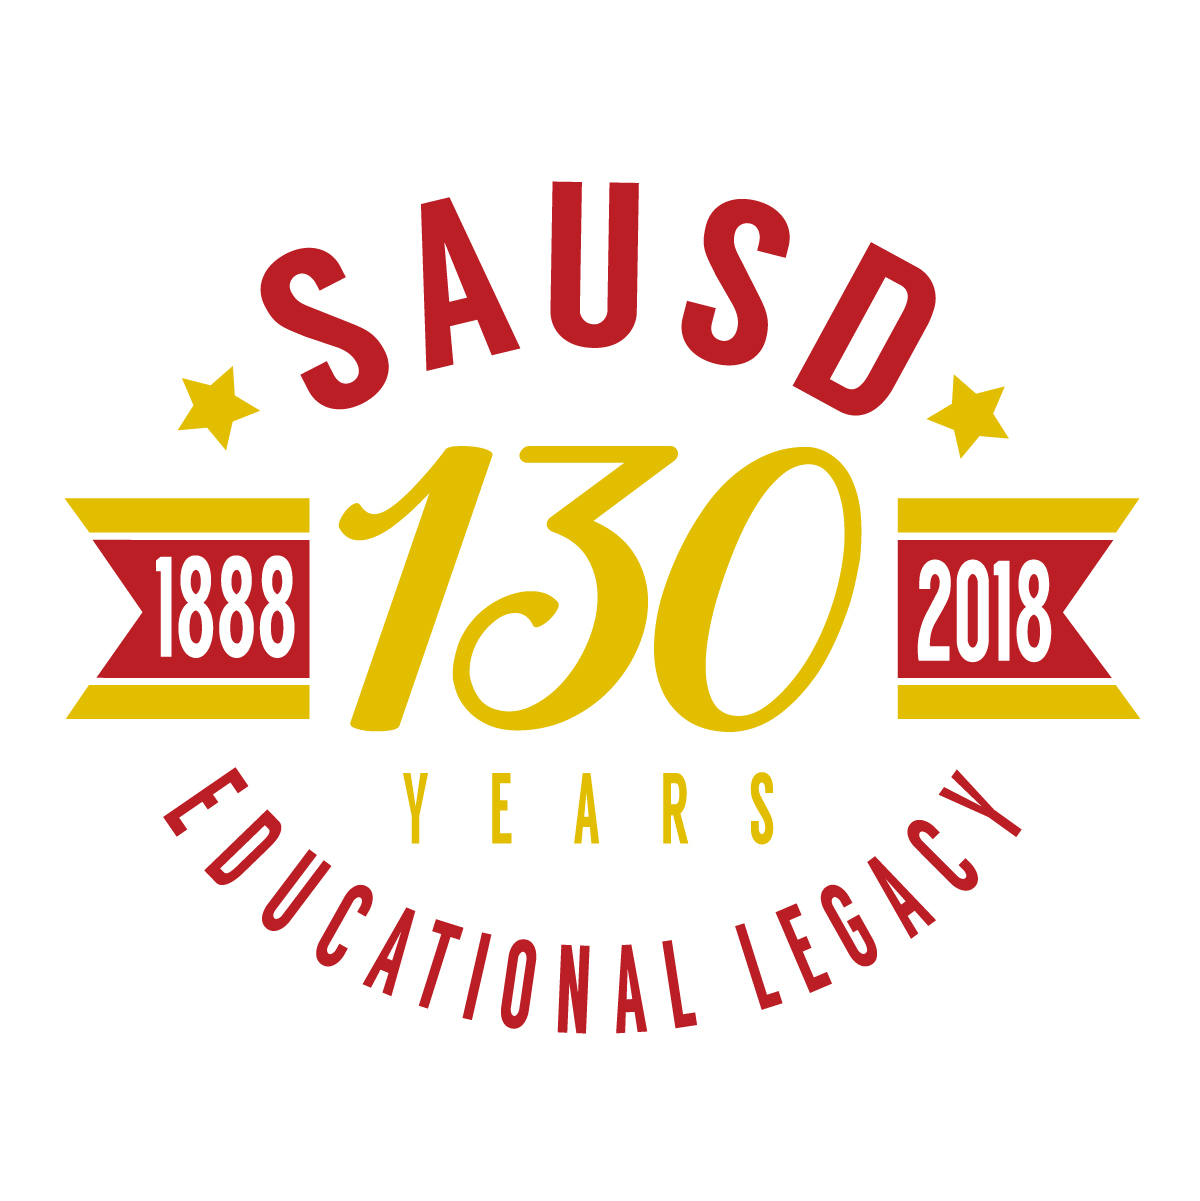 SAUSD
1888 130 2018
YEARS
EDUCATIONAL LEGACY